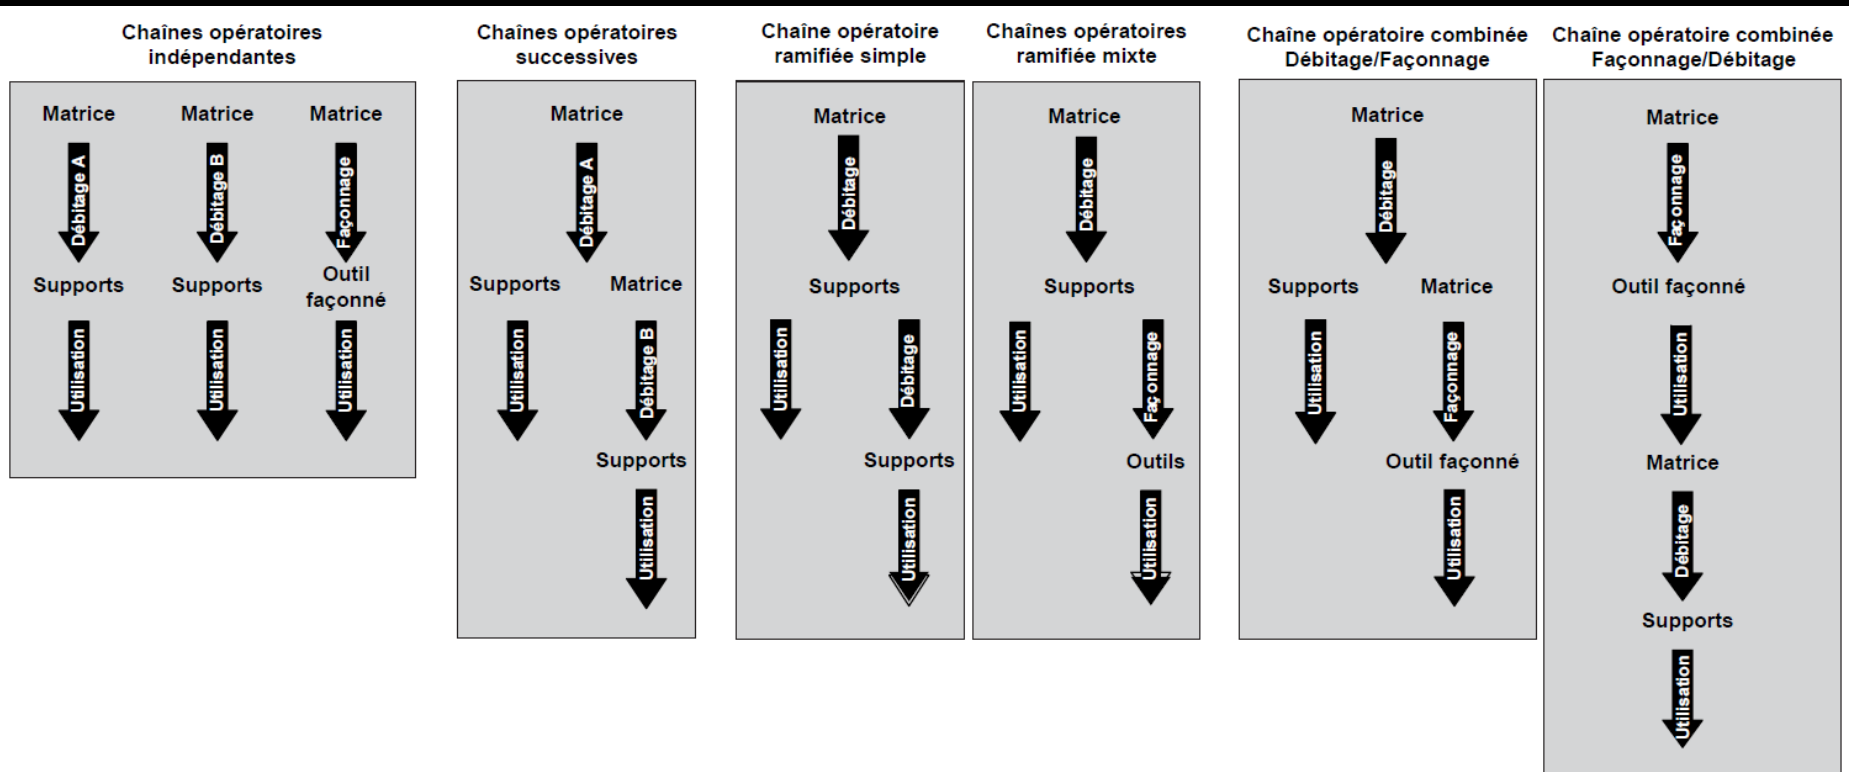 Chaînes opératoires
indépendantes
Matrice
Matrice
Matrice
Débitage A
Débitage B
Façonnage
Supports
Supports
Outil
façonné
Utilisation
Utilisation
Utilisation
Chaînes opératoires
successives
Matrice
Débitage A
Supports
Matrice
Utilisation
Débitage B
Supports
Utilisation
Chaîne opératoire
ramifiée simple
Matrice
Débitage
Supports
Utilisation
Débitage
Supports
Utilisation
Chaînes opératoires
ramifiée mixte
Matrice
Débitage
Supports
Utilisation
Façonnage
Outils
Utilisation
Chaîne opératoire combinée
Débitage/Façonnage
Matrice
Débitage
Supports
Matrice
Utilisation
Façonnage
Outil façonné
Utilisation
Chaîne opératoire combinée
Façonnage/Débitage
Matrice
Façonnage
Outil façonné
Utilisation
Matrice
Débitage
Supports
Utilisation